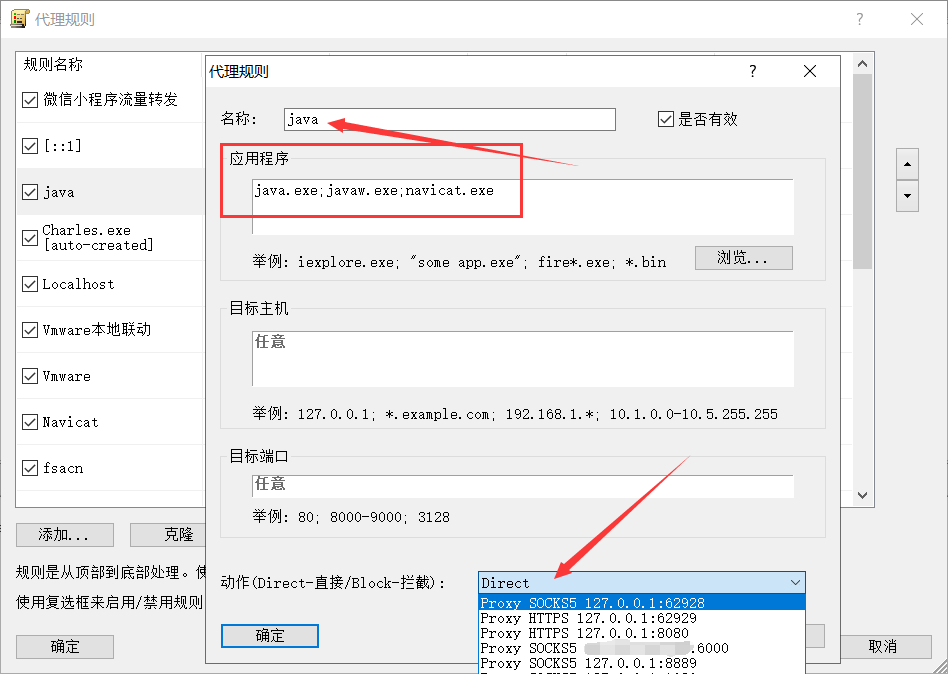 代理规则
规则名称
微信小程序流量转发
[::1]
java
Charles.exe
[auto-created]
Localhost
Vmware本地联动
Vmware
Navicat
fsacn
添加...
克隆
规则是从顶部到底部处理。使
使用复选框来启用/禁用规则
确定
取消
代理规则
名称:
java
是否有效
应用程序
java.exe;javaw.exe;navicat.exe
举例: iexplore.exe; "some app.exe"; fire*.exe; *.bin
浏览...
目标主机
任意
举例: 127.0.0.1; *.example.com; 192.168.1.*; 10.1.0.0-10.5.255.255
目标端口
任意
举例: 80; 8000-9000; 3128
动作(Direct-直接/Block-拦截):
Direct
Proxy SOCKS5 127.0.0.1:62928
Proxy HTTPS 127.0.0.1:62929
Proxy HTTPS 127.0.0.1:8080
Proxy SOCKS5 .6000
Proxy SOCKS5 127.0.0.1:8889
确定